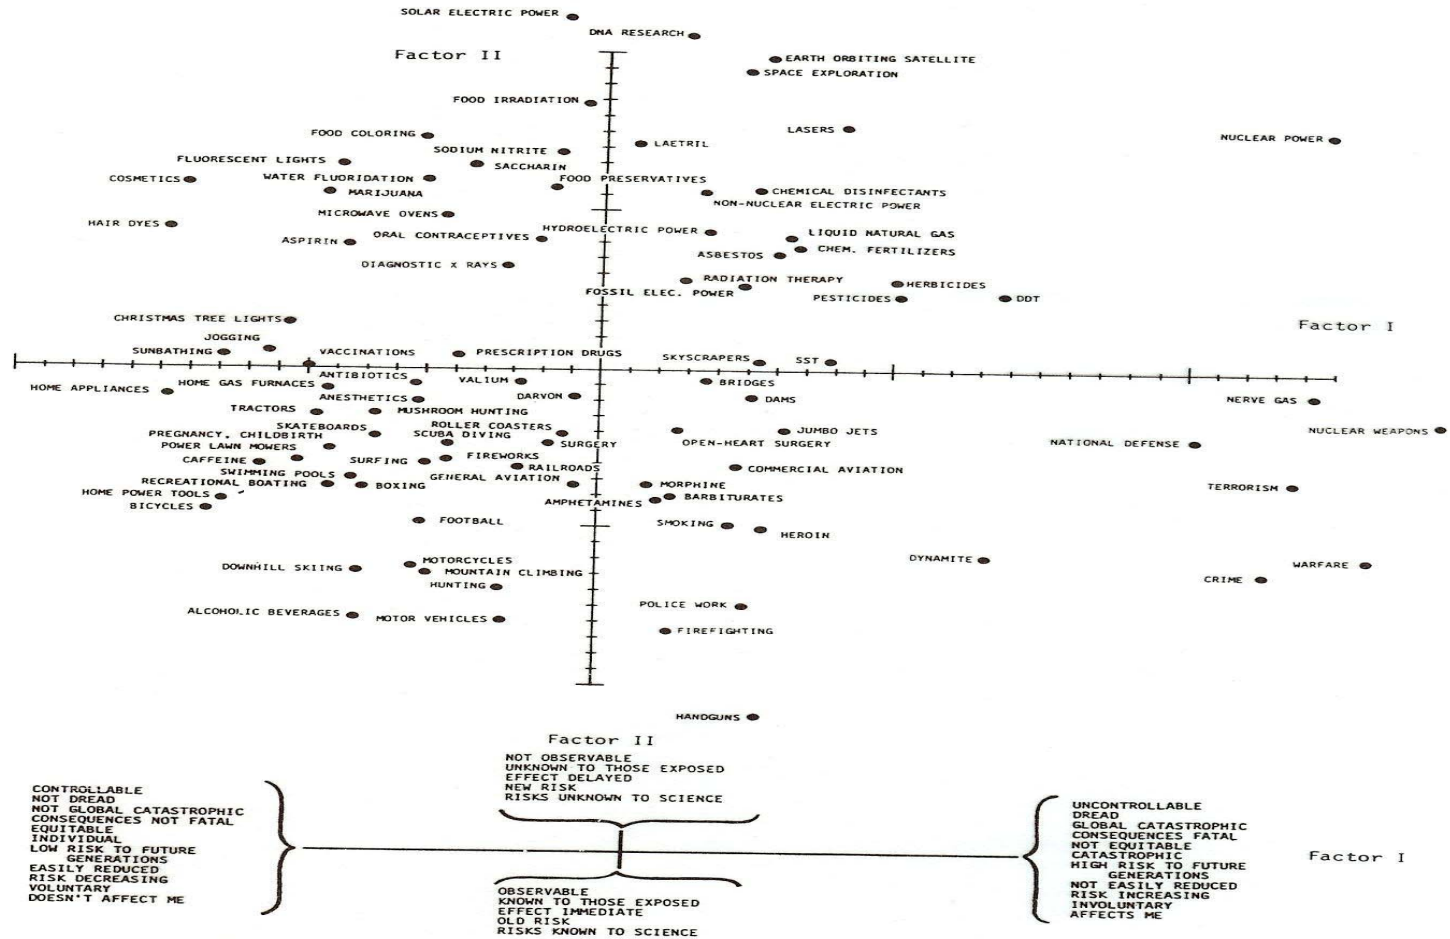 SOLAR ELECTRIC POWER
DNA RESEARCH
Factor II
EARTH ORBITING SATELLITE
SPACE EXPLORATION
FOOD IRRADIATION
FOOD COLORING
LASERS
NUCLEAR POWER
SODIUM NITRITE
LAETRIL
FLUORESCENT LIGHTS
SACCHARIN
COSMETICS
WATER FLUORIDATION
FOOD PRESERVATIVES
MARIJUANA
CHEMICAL DISINFECTANTS
NON-NUCLEAR ELECTRIC POWER
MICROWAVE OVENS
HAIR DYES
HYDROELECTRIC POWER
LIQUID NATURAL GAS
ASPIRIN
ORAL CONTRACEPTIVES
CHEM. FERTILIZERS
ASBESTOS
DIAGNOSTIC X RAYS
RADIATION THERAPY
HERBICIDES
FOSSIL ELEC. POWER
PESTICIDES
DDT
CHRISTMAS TREE LIGHTS
Factor I
JOGGING
SUNBATHING
VACCINATIONS
PRESCRIPTION DRUGS
SKYSCRAPERS
SST
ANTIBIOTICS
HOME APPLIANCES
HOME GAS FURNACES
VALIUM
BRIDGES
ANESTHETICS
DARVON
DAMS
NERVE GAS
TRACTORS
MUSHROOM HUNTING
SKATEBOARDS
ROLLER COASTERS
JUMBO JETS
NUCLEAR WEAPONS
PREGNANCY, CHILDBIRTH
SCUBA DIVING
SURGERY
OPEN-HEART SURGERY
NATIONAL DEFENSE
POWER LAWN MOWERS
CAFFEINE
SURFING
FIREWORKS
RAILROADS
COMMERCIAL AVIATION
SWIMMING POOLS
GENERAL AVIATION
RECREATIONAL BOATING
BOXING
MORPHINE
TERRORISM
HOME POWER TOOLS
AMPHETAMINES
BARBITURATES
BICYCLES
FOOTBALL
SMOKING
HEROIN
DOWNHILL SKIING
MOTORCYCLES
MOUNTAIN CLIMBING
DYNAMITE
WARFARE
HUNTING
CRIME
ALCOHOLIC BEVERAGES
MOTOR VEHICLES
POLICE WORK
FIREFIGHTING
HANDGUNS
Factor II
NOT OBSERVABLE
UNKNOWN TO THOSE EXPOSED
EFFECT DELAYED
NEW RISK
RISKS UNKNOWN TO SCIENCE
CONTROLLABLE
NOT DREAD
NOT GLOBAL CATASTROPHIC
CONSEQUENCES NOT FATAL
EQUITABLE
INDIVIDUAL
LOW RISK TO FUTURE
GENERATIONS
EASILY REDUCED
RISK DECREASING
VOLUNTARY
DOESN'T AFFECT ME
UNCONTROLLABLE
DREAD
GLOBAL CATASTROPHIC
CONSEQUENCES FATAL
NOT EQUITABLE
CATASTROPHIC
HIGH RISK TO FUTURE
GENERATIONS
NOT EASILY REDUCED
RISK INCREASING
INVOLUNTARY
AFFECTS ME
Factor I
OBSERVABLE
KNOWN TO THOSE EXPOSED
EFFECT IMMEDIATE
OLD RISK
RISKS KNOWN TO SCIENCE